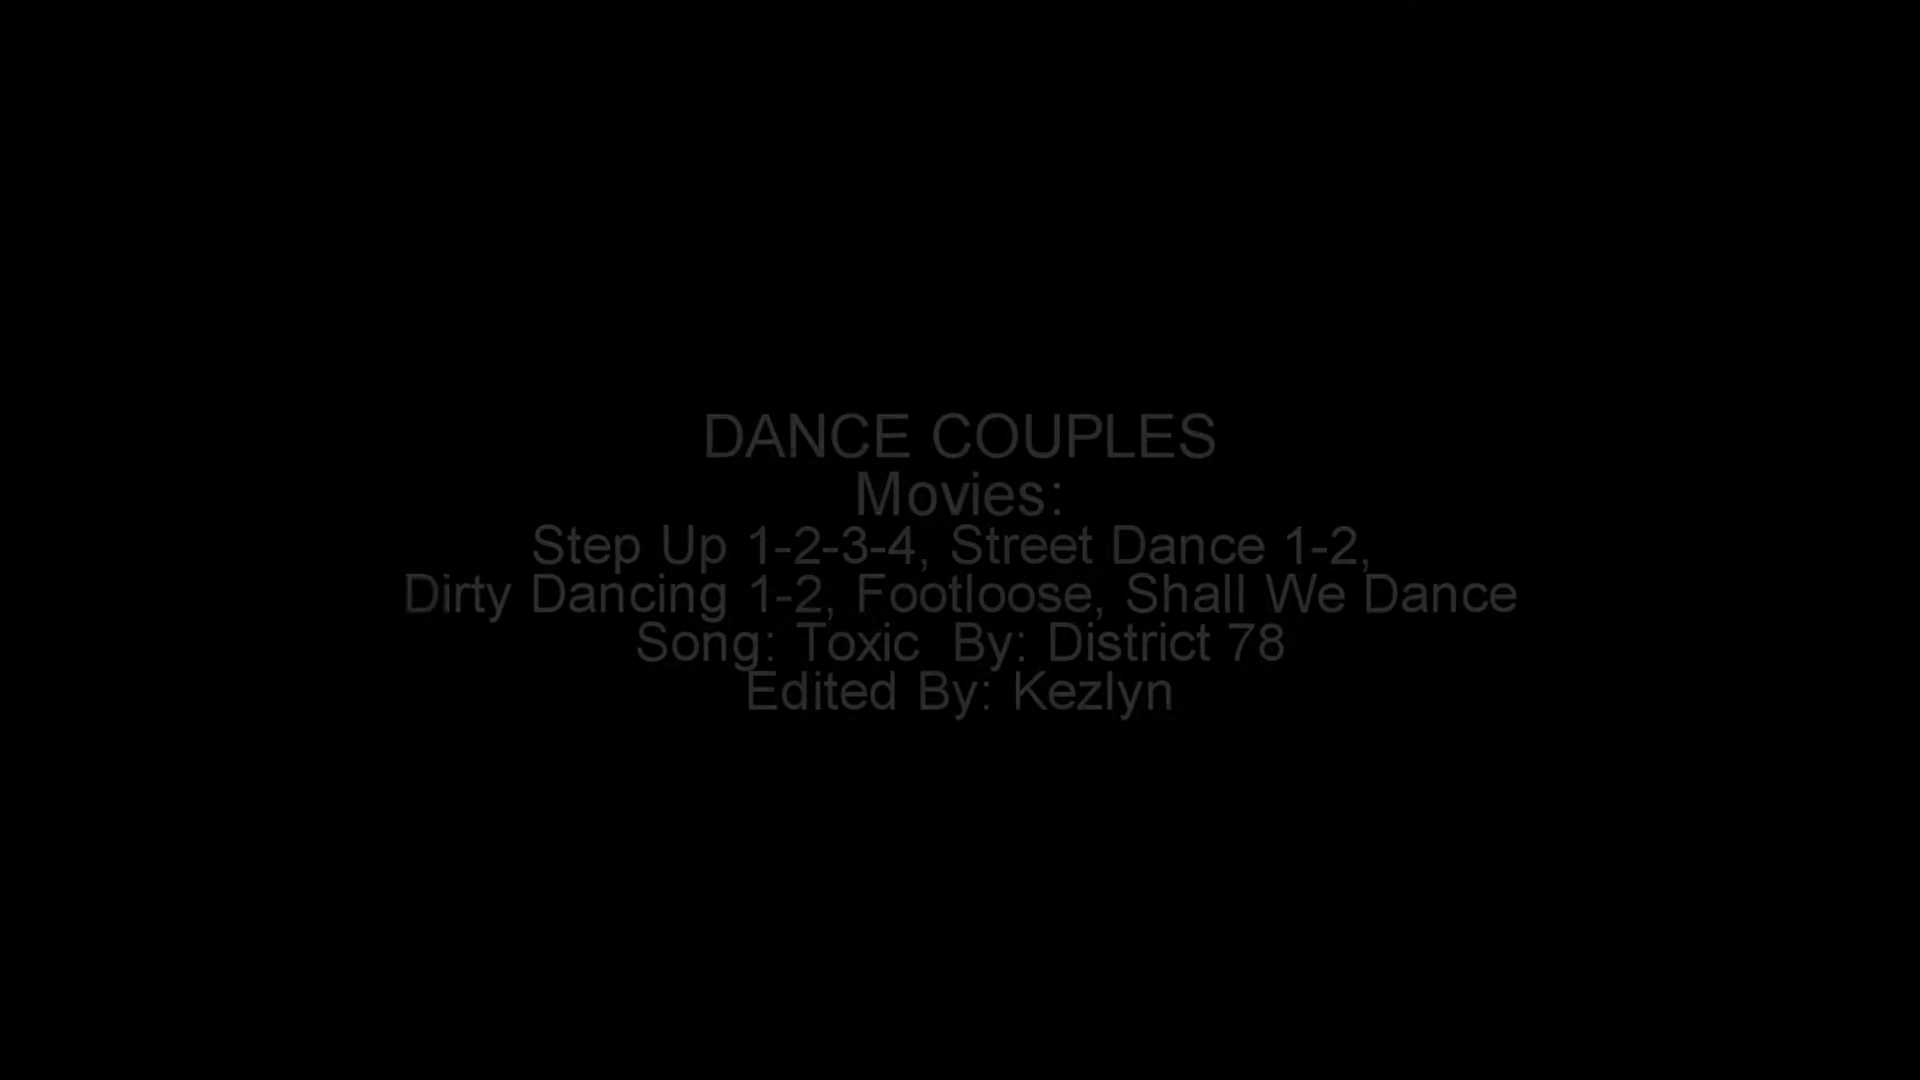 DANCE COUPLES
Movies:
Step Up 1-2-3-4, Street Dance 1-2,
Dirty Dancing 1-2, Footloose, Shall We Dance
Song: Toxic  By: District 78
Edited By: Kezlyn